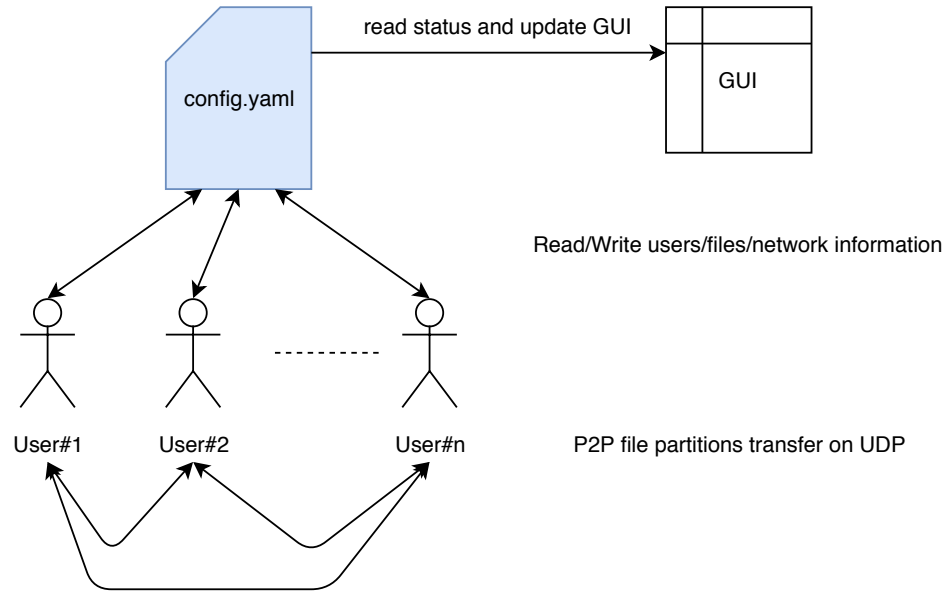 read status and update GUI
config.yaml
GUI
Read/Write users/files/network information
User#1
User#2
User#n
P2P file partitions transfer on UDP